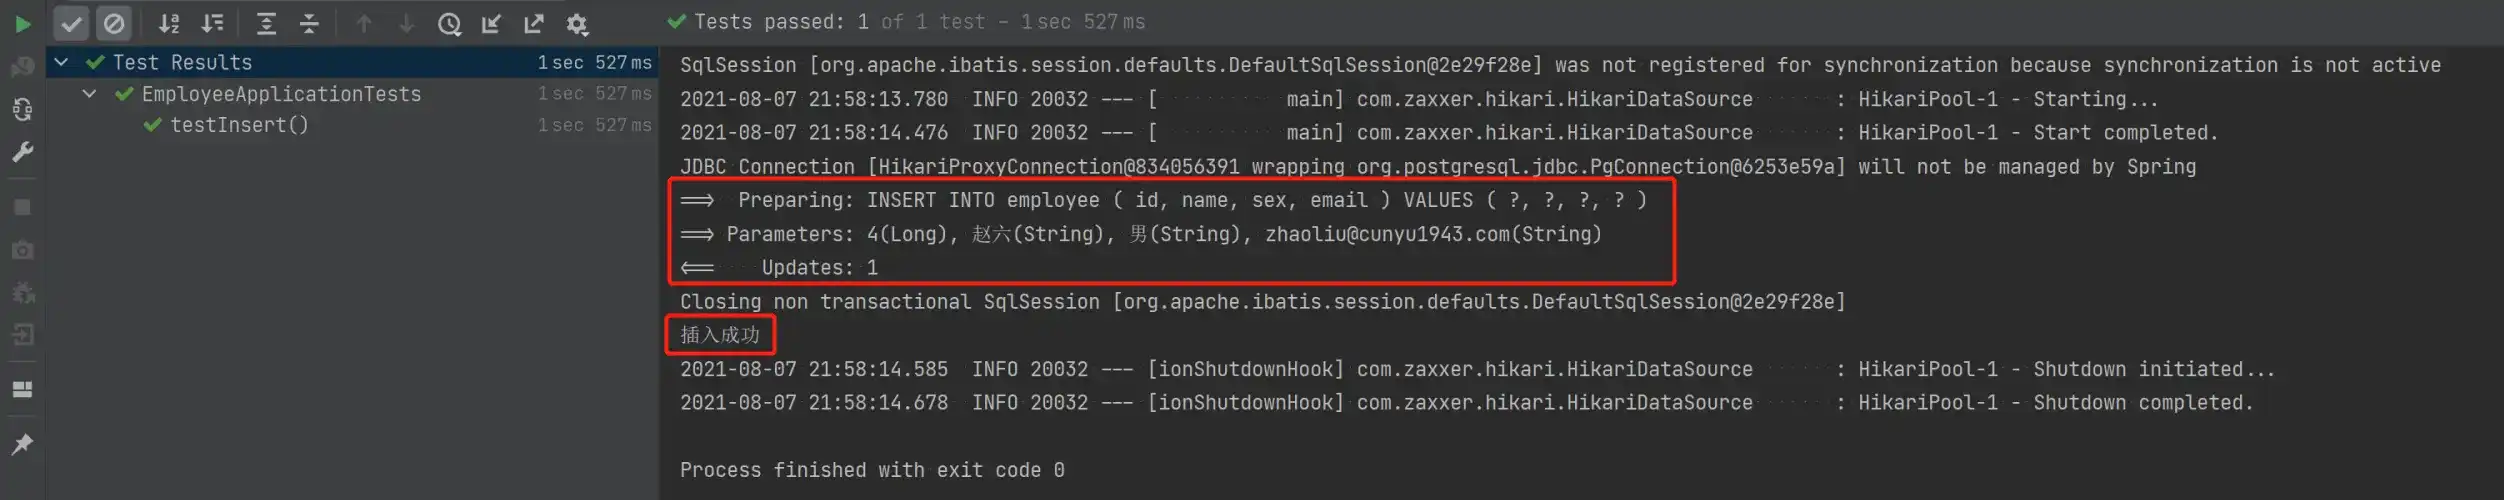 Tests passed: 1 of 1 test – 1 sec 527 ms
Test Results 1 sec 527 ms
EmployeeApplicationTests 1 sec 527 ms
testInsert() 1 sec 527 ms
SqlSession [org.apache.ibatis.session.defaults.DefaultSqlSession@2e29f28e] was not registered for synchronization because synchronization is not active
2021-08-07 21:58:13.780  INFO 20032 --- [           main] com.zaxxer.hikari.HikariDataSource       : HikariPool-1 - Starting...
2021-08-07 21:58:14.476  INFO 20032 --- [           main] com.zaxxer.hikari.HikariDataSource       : HikariPool-1 - Start completed.
JDBC Connection [HikariProxyConnection@834056391 wrapping org.postgresql.jdbc.PgConnection@6253e59a] will not be managed by Spring
==>  Preparing: INSERT INTO employee ( id, name, sex, email ) VALUES ( ?, ?, ?, ? )
==> Parameters: 4(Long), 赵六(String), 男(String), zhaoliu@cunyu1943.com(String)
<==    Updates: 1
Closing non transactional SqlSession [org.apache.ibatis.session.defaults.DefaultSqlSession@2e29f28e]
插入成功
2021-08-07 21:58:14.585  INFO 20032 --- [ionShutdownHook] com.zaxxer.hikari.HikariDataSource       : HikariPool-1 - Shutdown initiated...
2021-08-07 21:58:14.678  INFO 20032 --- [ionShutdownHook] com.zaxxer.hikari.HikariDataSource       : HikariPool-1 - Shutdown completed.
Process finished with exit code 0